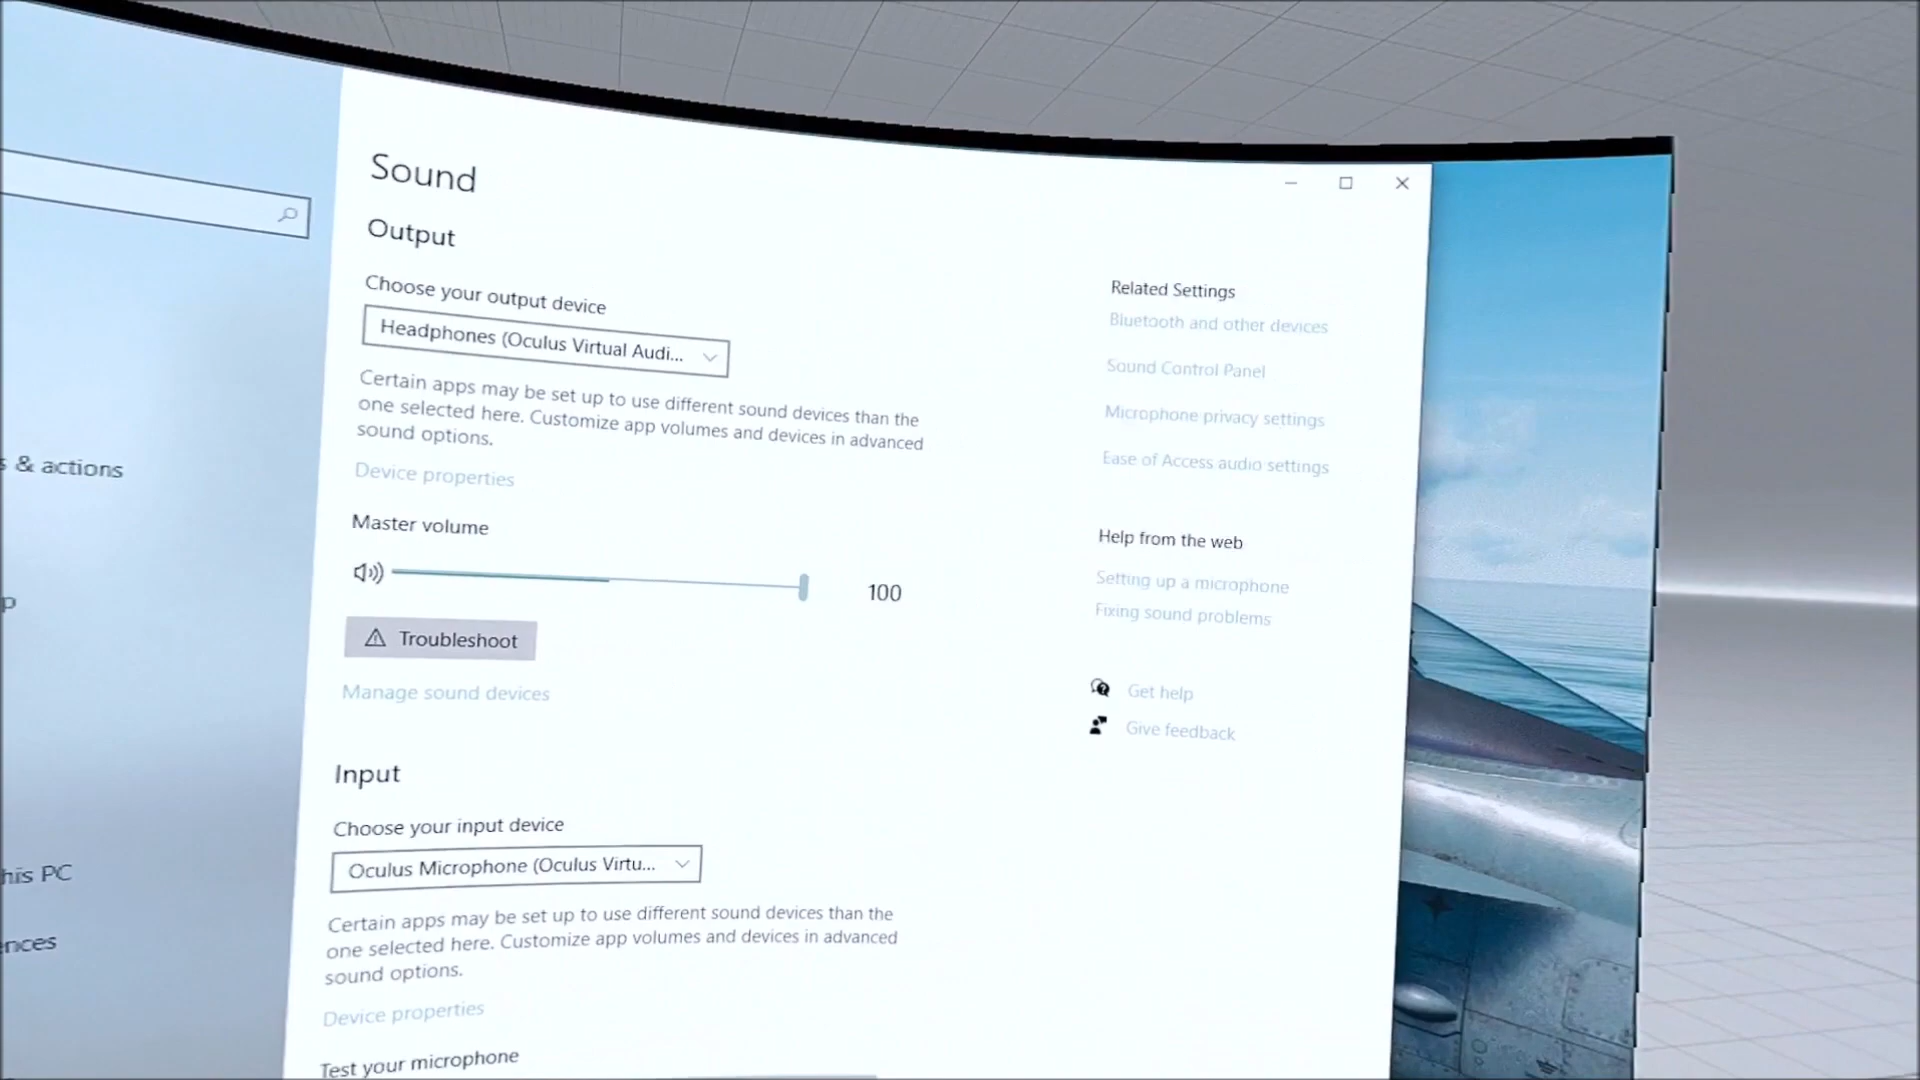 Sound
Output
Choose your output device
Headphones (Oculus Virtual Audi...
Certain apps may be set up to use different sound devices than the
one selected here. Customize app volumes and devices in advanced
sound options.
Device properties
Master volume
100
Troubleshoot
Manage sound devices
Input
Choose your input device
Oculus Microphone (Oculus Virtu...
Certain apps may be set up to use different sound devices than the
one selected here. Customize app volumes and devices in advanced
sound options.
Device properties
Test your microphone
Related Settings
Bluetooth and other devices
Sound Control Panel
Microphone privacy settings
Ease of Access audio settings
Help from the web
Setting up a microphone
Fixing sound problems
Get help
Give feedback
& actions
his PC